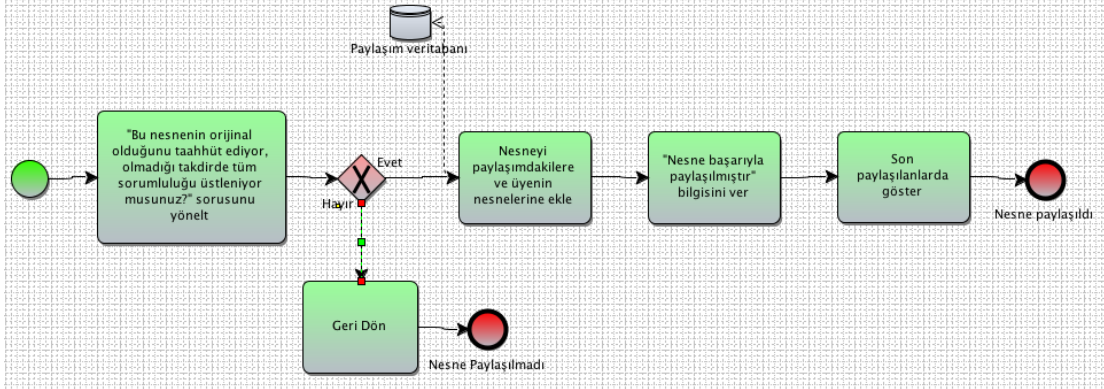 Paylaşım veritabanı
"Bu nesnenin orijinal
olduğunu taahhüt ediyor,
olmadığı takdirde tüm
sorumluluğu üstleniyor
musunuz?" sorusunu
yönelt
Evet
Hayır
Nesneyi
paylaşımdakilere
ve üyenin
nesnelerine ekle
"Nesne başarıyla
paylaşılmıştır"
bilgisini ver
Son
paylaşılanlarda
göster
Nesne paylaşıldı
Geri Dön
Nesne Paylaşılmadı